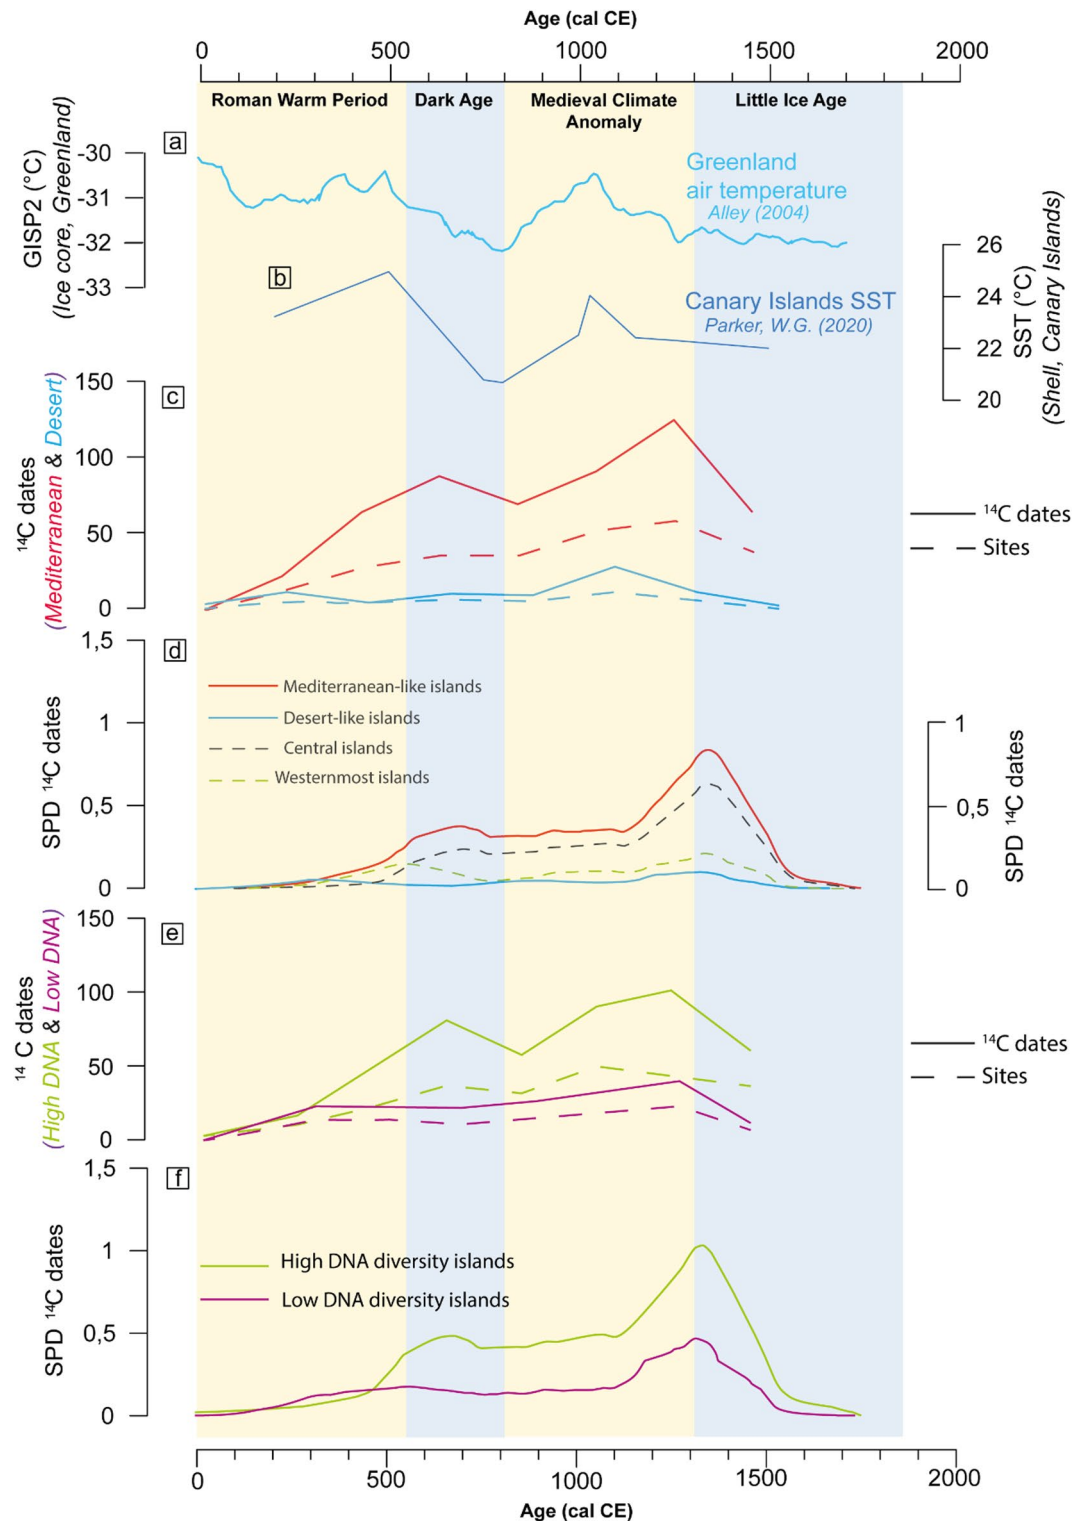 Age (cal CE)
0 500 1000 1500 2000
Roman Warm Period Dark Age Medieval Climate Little Ice Age
Anomaly
a
GISP2 (°C)
(Ice core, Greenland)
-30
-31
-32
-33
Greenland
air temperature
Alley (2004)
b
Canary Islands SST
Parker, W.G. (2020)
26
24
22
20
SST (°C)
(Shell, Canary Islands)
c
¹⁴C dates
(Mediterranean & Desert)
150
100
50
0
¹⁴C dates
Sites
d
SPD ¹⁴C dates
1,5
1
0,5
0
Mediterranean-like islands
Desert-like islands
Central islands
Westernmost islands
1
0,5
0
SPD ¹⁴C dates
e
¹⁴ C dates
(High DNA & Low DNA)
150
100
50
0
¹⁴C dates
Sites
f
SPD ¹⁴C dates
1,5
1
0,5
0
High DNA diversity islands
Low DNA diversity islands
0 500 1000 1500 2000
Age (cal CE)